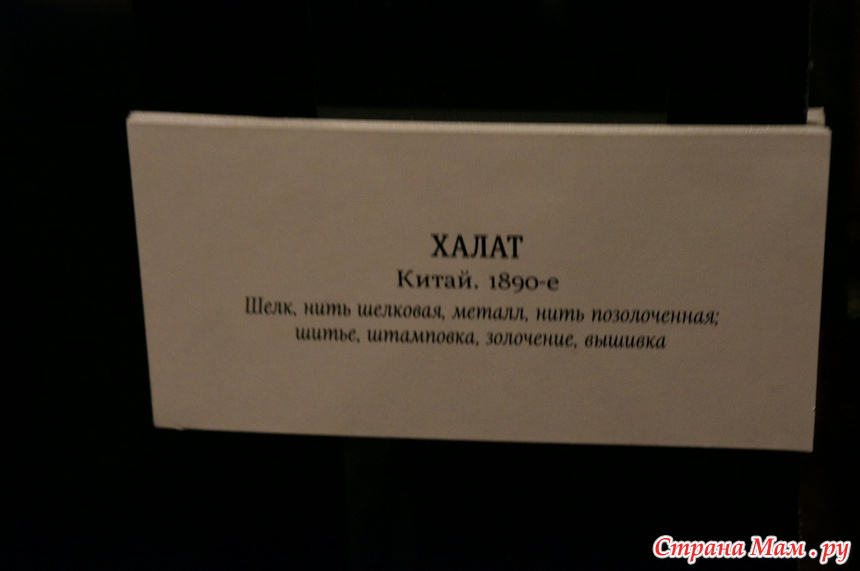 ХАЛАТ
Китай. 1890-е
Шелк, нить шелковая, металл, нить позолоченная;
шитье, штамповка, золочение, вышивка
Страна Мам.ру